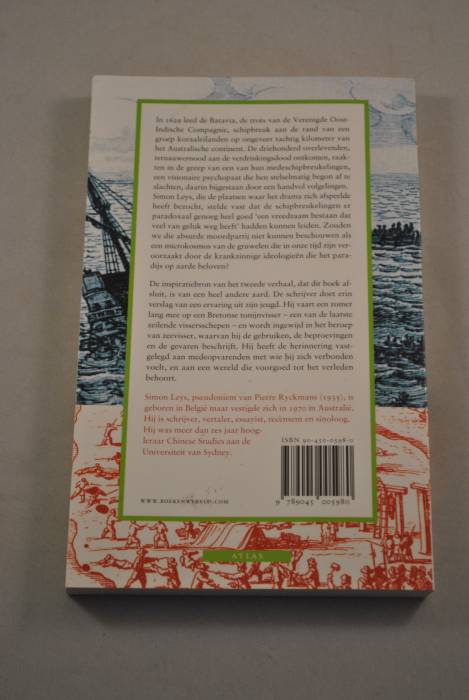 In 1629 leed de Batavia, de trots van de Verenigde Oost-
Indische Compagnie, schipbreuk aan de rand van een
groep koraaleilanden op ongeveer tachtig kilometer van
het Australische continent. De driehonderd overlevenden,
ternauwernood aan de verdrinkingsdood ontkomen, raak-
ten in de greep van een van hun medeschipbreukelingen,
een visionaire psychopaat die hen stelselmatig begon af te
slachten, daarin bijgestaan door een handvol volgelingen.
Simon Leys, die de plaatsen waar het drama zich afspeelde
heeft bezocht, stelde vast dat de schipbreukelingen er
paradoxaal genoeg heel goed 'een vreedzaam bestaan dat
veel van geluk weg heeft' hadden kunnen leiden. Zouden
we die absurde moordpartij niet kunnen beschouwen als
een microkosmos van de gruwelen die in onze tijd zijn ver-
oorzaakt door de krankzinnige ideologieën die het para-
dijs op aarde beloven?
De inspiratiebron van het tweede verhaal, dat dit boek af-
sluit, is van een heel andere aard. De schrijver doet erin
verslag van een ervaring uit zijn jeugd. Hij vaart een zomer
lang mee op een Bretonse tonijnvisser – een van de laatste
zeilende vissersschepen – en wordt ingewijd in het beroep
van zeevisser, waarvan hij de gebruiken, de beproevingen
en de gevaren beschrijft. Hij heeft de herinnering vast-
gelegd aan medeopvarenden met wie hij zich verbonden
voelt, en aan een wereld die voorgoed tot het verleden
behoort.
Simon Leys, pseudoniem van Pierre Ryckmans (1935), is
geboren in België maar vestigde zich in 1970 in Australië.
Hij is schrijver, vertaler, essayist, recensent en sinoloog.
Hij was meer dan zes jaar hoog-
leraar Chinese Studies aan de
Universiteit van Sydney.
ISBN 90-450-0598-0
9 789045 005980
WWW.BOEKENWERELD.COM
ATLAS